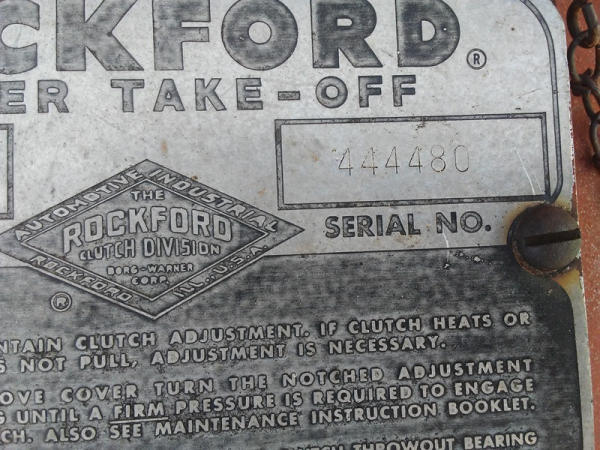 CKFORD®
ER TAKE-OFF
444480
SERIAL NO.
AUTOMOTIVE INDUSTRIAL
THE
ROCKFORD
CLUTCH DIVISION
BORG-WARNER
CORP.
ROCKFORD ILL., U.S.A.
®
NTAIN CLUTCH ADJUSTMENT. IF CLUTCH HEATS OR
S NOT PULL, ADJUSTMENT IS NECESSARY.
OVE COVER TURN THE NOTCHED ADJUSTMENT
G UNTIL A FIRM PRESSURE IS REQUIRED TO ENGAGE
CH. ALSO SEE MAINTENANCE INSTRUCTION BOOKLET.
CLUTCH THROWOUT BEARING